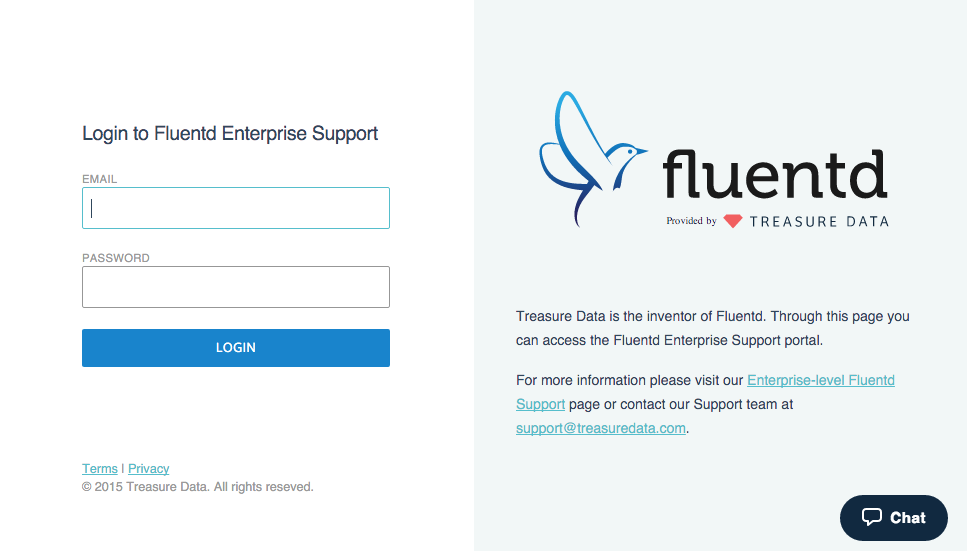 Login to Fluentd Enterprise Support
EMAIL
PASSWORD
LOGIN
Terms | Privacy
© 2015 Treasure Data. All rights reseved.
fluentd
Provided by TREASURE DATA
Treasure Data is the inventor of Fluentd. Through this page you
can access the Fluentd Enterprise Support portal.
For more information please visit our Enterprise-level Fluentd
Support page or contact our Support team at
support@treasuredata.com.
Chat